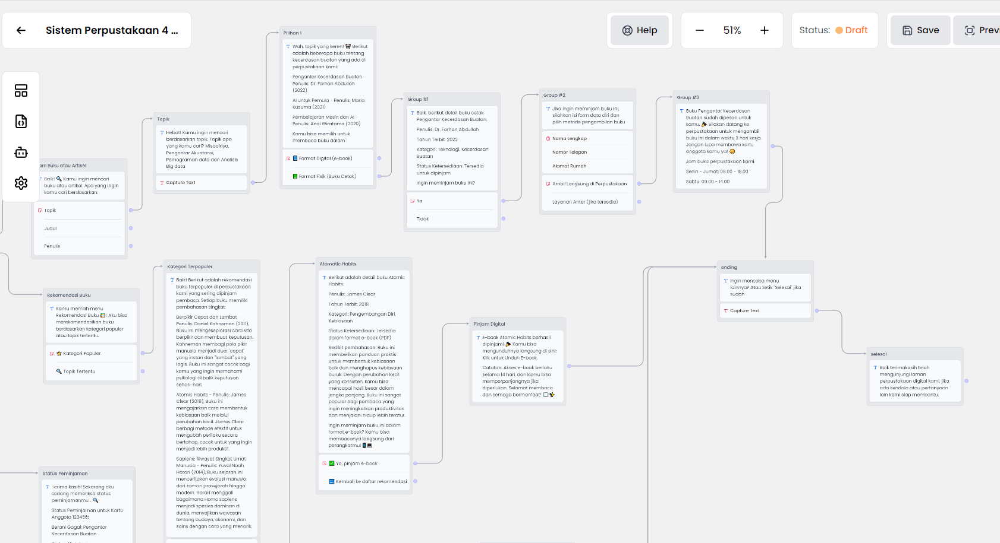 Sistem Perpustakaan 4 ...
Help
51%
Status: Draft
Save
Previ
arri Buku atau Artikel
Baik! 🔍 Kamu ingin mencari
buku atau artikel. Apa yang ingin
kamu cari berdasarkan:
Topik
Judul
Penulis
Topik
Hebat! Kamu ingin mencari
berdasarkan topik. Topik apa
yang kamu cari? Misaolnya,
Pengantar Akuntansi,
Pemograman data dan Analisis
Big data
Capture Text
Pilihan 1
Wah, topik yang keren! Berikut
adalah beberapa buku tentang
kecerdasan buatan yang ada di
perpustakaan kami:
Pengantar Kecerdasan Buatan -
Penulis: Dr. Farhan Abdullah
(2022)
AI untuk Pemula - Penulis: Maria
Kusuma (2021)
Pembelajaran Mesin dan AI -
Penulis: Andi Wiratama (2020)
Kamu bisa memilih untuk
membaca buku dalam :
📘 Format Digital (e-book)
📗 Format Fisik (Buku Cetak)
Group #1
Baik, berikut detail buku cetak
Pengantar Kecerdasan Buatan:
Penulis: Dr. Farhan Abdullah
Tahun Terbit: 2022
Kategori: Teknologi, Kecerdasan
Buatan
Status Ketersediaan: Tersedia
untuk dipinjam
Ingin meminjam buku ini?
Ya
Tidak
Group #2
Jika ingin meminjam buku ini,
silahkan isi form data diri dan
pilih metode pengambilan buku
Nama Lengkap
Nomor Telepon
Alamat Rumah
Ambil Langsung di Perpustakaan
Layanan Antar (jika tersedia)
Group #3
Buku Pengantar Kecerdasan
Buatan sudah dipesan untuk
kamu. 🎉 Silakan datang ke
perpustakaan untuk mengambil
buku ini dalam waktu 3 hari kerja.
Jangan lupa membawa kartu
anggota kamu ya! 😊
Jam buka perpustakaan kami:
Senin - Jumat: 08.00 - 18.00
Sabtu: 09.00 - 14.00
Rekomendasi Buku
Kamu memilih menu
Rekomendasi Buku ! Aku bisa
merekomendasikan buku
berdasarkan kategori populer
atau topik tertentu.
⭐ Kategori Populer
🔍 Topik Tertentu
Kategori Terpopuler
Baik! Berikut adalah rekomendasi
buku terpopuler di perpustakaan
kami yang sering dipinjam
pembaca. Setiap buku memiliki
pembahasan singkat:
Berpikir Cepat dan Lambat -
Penulis: Daniel Kahneman (2011),
Buku ini mengeksplorasi cara kita
berpikir dan membuat keputusan.
Kahneman membagi pola pikir
manusia menjadi dua: "cepat"
yang instan dan "lambat" yang
logis. Buku ini sangat cocok bagi
kamu yang ingin memahami
psikologi di balik keputusan
sehari-hari.
Atomic Habits - Penulis: James
Clear (2018), Buku ini
mengajarkan cara membentuk
kebiasaan baik melalui
perubahan kecil. James Clear
berbagi metode efektif untuk
mengubah perilaku secara
bertahap, cocok untuk yang ingin
menjadi lebih produktif.
Sapiens: Riwayat Singkat Umat
Manusia - Penulis: Yuval Noah
Harari (2014), Buku sejarah ini
menceritakan evolusi manusia
dari zaman prasejarah hingga
modern. Harari menggali
bagaimana Homo sapiens
menjadi spesies dominan di
dunia, menyajikan wawasan
tentang budaya, ekonomi, dan
sains dengan cara yang menarik.
Atomatic Habits
Berikut adalah detail buku Atomic
Habits:
Penulis: James Clear
Tahun Terbit: 2018
Kategori: Pengembangan Diri,
Kebiasaan
Status Ketersediaan: Tersedia
dalam format e-book (PDF)
Sedikit pembahasan: Buku ini
memberikan panduan praktis
untuk membentuk kebiasaan
baik dan menghapus kebiasaan
buruk. Dengan perubahan kecil
yang konsisten, kamu bisa
mencapai hasil besar dalam
jangka panjang. Buku ini sangat
populer bagi pembaca yang
ingin meningkatkan produktivitas
dan menjalani hidup lebih teratur.
Ingin meminjam buku ini dalam
format e-book? Kamu bisa
membacanya langsung dari
perangkatmu! 📱💻
✅ Ya, pinjam e-book
Kembali ke daftar rekomendasi
Pinjam Digital
E-book Atomic Habits berhasil
dipinjam! 🎉 Kamu bisa
mengunduhnya langsung di sini:
Klik untuk Unduh E-book.
Catatan: Akses e-book berlaku
selama 14 hari, dan kamu bisa
memperpanjangnya jika
diperlukan. Selamat membaca
dan semoga bermanfaat! 📖✨
ending
Ingin mencoba menu
lainnya? Atau ketik "Selesai" jika
sudah
Capture Text
selesai
Baik terimakasih telah
mengunjungi laman
perpustakaan digital kami, jika
ada kendala atau pertanyaan
lain kami siap membantu.
Status Peminjaman
Terima kasih! Sekarang aku
sedang memeriksa status
peminjamanmu... 🔍
Status Peminjaman untuk Kartu
Anggota 123456:
Berani Gagal: Pengantar
Kecerdasan Buatan